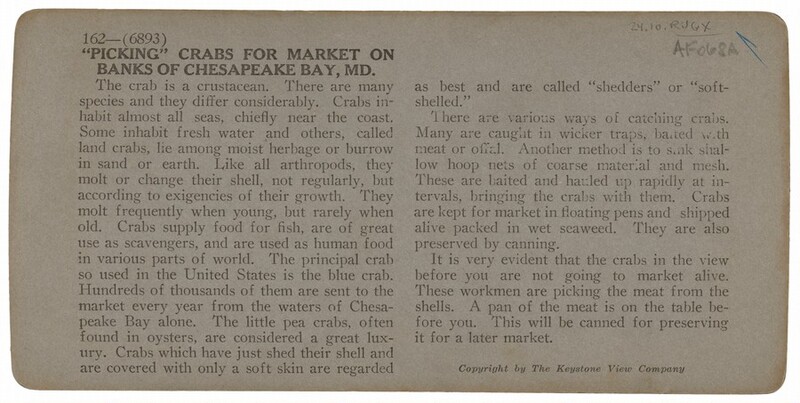 162—(6893)
"PICKING" CRABS FOR MARKET ON
BANKS OF CHESAPEAKE BAY, MD.
The crab is a crustacean. There are many
species and they differ considerably. Crabs in-
habit almost all seas, chiefly near the coast.
Some inhabit fresh water and others, called
land crabs, lie among moist herbage or burrow
in sand or earth. Like all arthropods, they
molt or change their shell, not regularly, but
according to exigencies of their growth. They
molt frequently when young, but rarely when
old. Crabs supply food for fish, are of great
use as scavengers, and are used as human food
in various parts of world. The principal crab
so used in the United States is the blue crab.
Hundreds of thousands of them are sent to the
market every year from the waters of Chesa-
peake Bay alone. The little pea crabs, often
found in oysters, are considered a great lux-
ury. Crabs which have just shed their shell and
are covered with only a soft skin are regarded
as best and are called "shedders" or "soft-
shelled."
There are various ways of catching crabs.
Many are caught in wicker traps, baited with
meat or offal. Another method is to sink shal-
low hoop nets of coarse material and mesh.
These are baited and hauled up rapidly at in-
tervals, bringing the crabs with them. Crabs
are kept for market in floating pens and shipped
alive packed in wet seaweed. They are also
preserved by canning.
It is very evident that the crabs in the view
before you are not going to market alive.
These workmen are picking the meat from the
shells. A pan of the meat is on the table be-
fore you. This will be canned for preserving
it for a later market.
Copyright by The Keystone View Company
AF068A